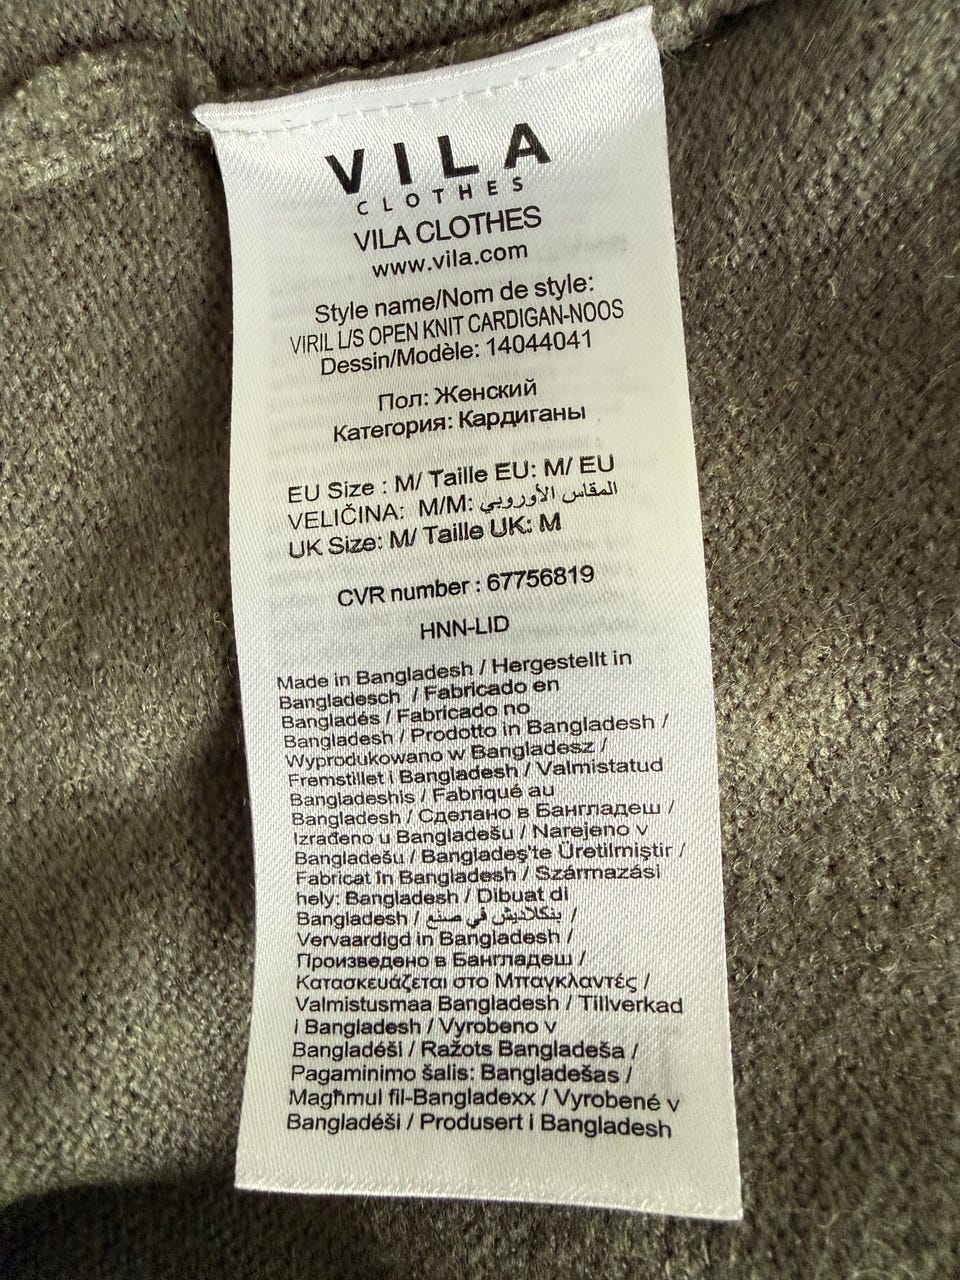 VILA
CLOTHES
VILA CLOTHES
www.vila.com
Style name/Nom de style:
VIRIL L/S OPEN KNIT CARDIGAN-NOOS
Dessin/Modèle: 14044041
Пол: Женский
Категория: Кардиганы
EU Size : M/ Taille EU: M/ EU
VELIČINA: M/M: المقاس الأوروبي
UK Size: M/ Taille UK: M
CVR number : 67756819
HNN-LID
Made in Bangladesh / Hergestellt in
Bangladesch / Fabricado en
Bangladés / Fabricado no
Bangladesh / Prodotto in Bangladesh /
Wyprodukowano w Bangladesz /
Fremstillet i Bangladesh / Valmistatud
Bangladeshis / Fabriqué au
Bangladesh / Сделано в Бангладеш /
Izrađeno u Bangladešu / Narejeno v
Bangladešu / Bangladeş'te Üretilmiştir /
Fabricat în Bangladesh / Származási
hely: Bangladesh / Dibuat di
Bangladesh / بنكلاديش في صنع /
Vervaardigd in Bangladesh /
Произведено в Бангладеш /
Κατασκευάζεται στο Μπαγκλαντές /
Valmistusmaa Bangladesh / Tillverkad
i Bangladesh / Vyrobeno v
Bangladéši / Ražots Bangladeša /
Pagaminimo šalis: Bangladešas /
Magħmul fil-Bangladexx / Vyrobené v
Bangladéši / Produsert i Bangladesh